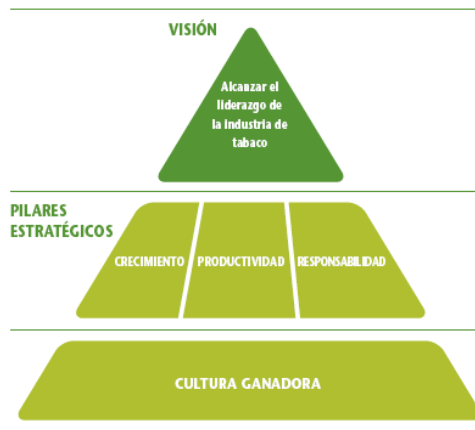 VISIÓN
Alcanzar el
liderazgo de
la industria de
tabaco
PILARES
ESTRATÉGICOS
CRECIMIENTO PRODUCTIVIDAD RESPONSABILIDAD
CULTURA GANADORA